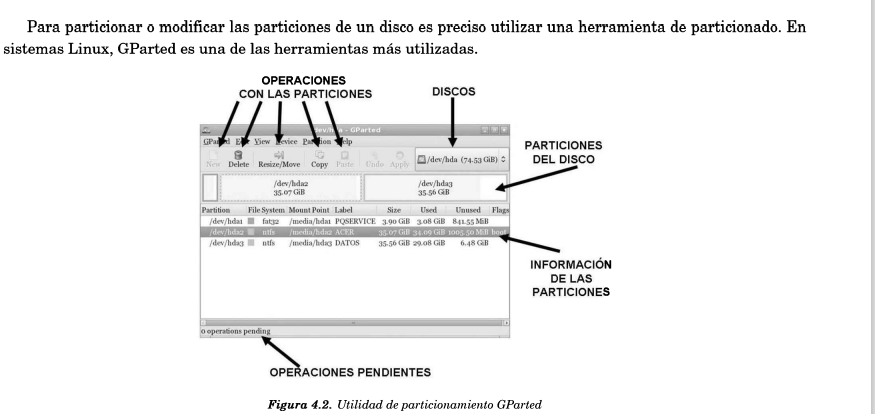 Para particionar o modificar las particiones de un disco es preciso utilizar una herramienta de particionado. En
sistemas Linux, GParted es una de las herramientas más utilizadas.
OPERACIONES
CON LAS PARTICIONES
DISCOS
/dev/hda - GParted
GParted Edit View Device Partition Help
New Delete Resize/Move Copy Paste Undo Apply /dev/hda (74.53 GiB)
PARTICIONES
DEL DISCO
/dev/hda2 /dev/hda3
35.07 GiB 35.56 GiB
Partition File System Mount Point Label Size Used Unused Flags
/dev/hda1 fat32 /media/hda1 PQSERVICE 3.90 GiB 3.08 GiB 841.55 MiB
/dev/hda2 ntfs /media/hda2 ACER 35.07 GiB 34.09 GiB 1005.50 MiB boot
/dev/hda3 ntfs /media/hda3 DATOS 35.56 GiB 29.08 GiB 6.48 GiB
INFORMACIÓN
DE LAS
PARTICIONES
0 operations pending
OPERACIONES PENDIENTES
Figura 4.2. Utilidad de particionamiento GParted